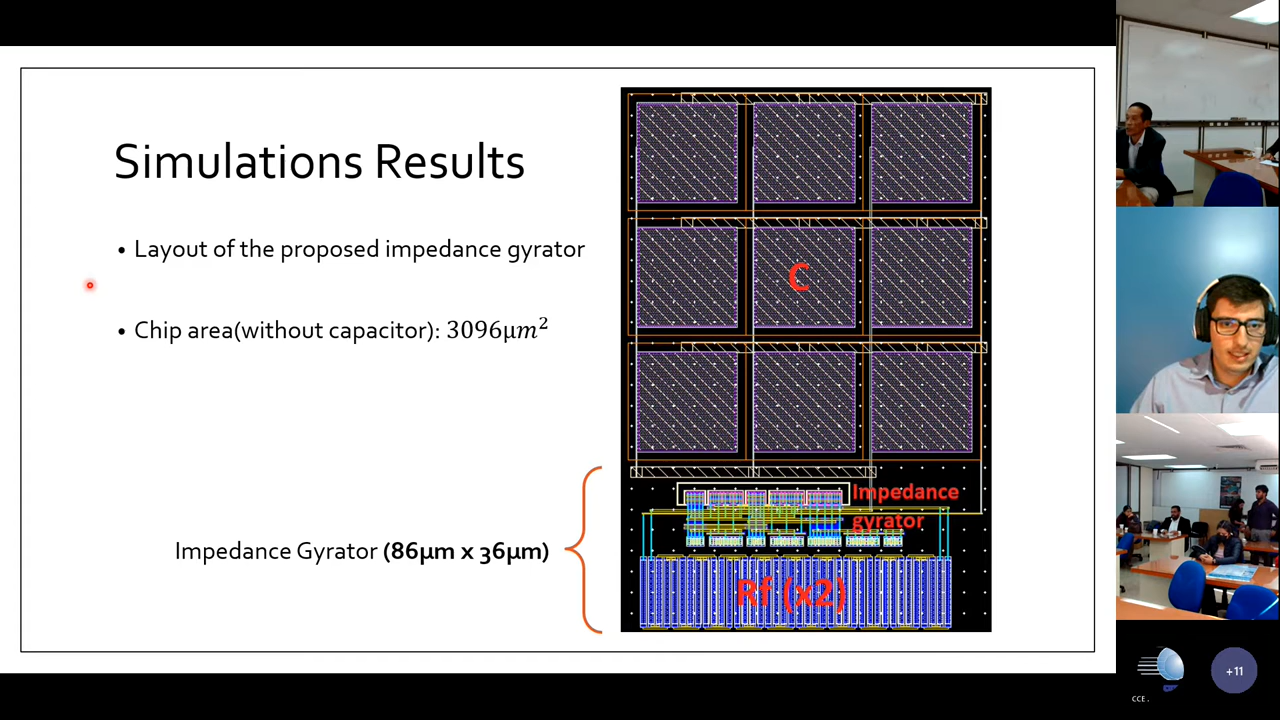 Simulations Results
• Layout of the proposed impedance gyrator
• Chip area(without capacitor): 3096μm²
Impedance Gyrator (86μm x 36μm)
C
Impedance
gyrator
Rf (x2)
CCE .
+11